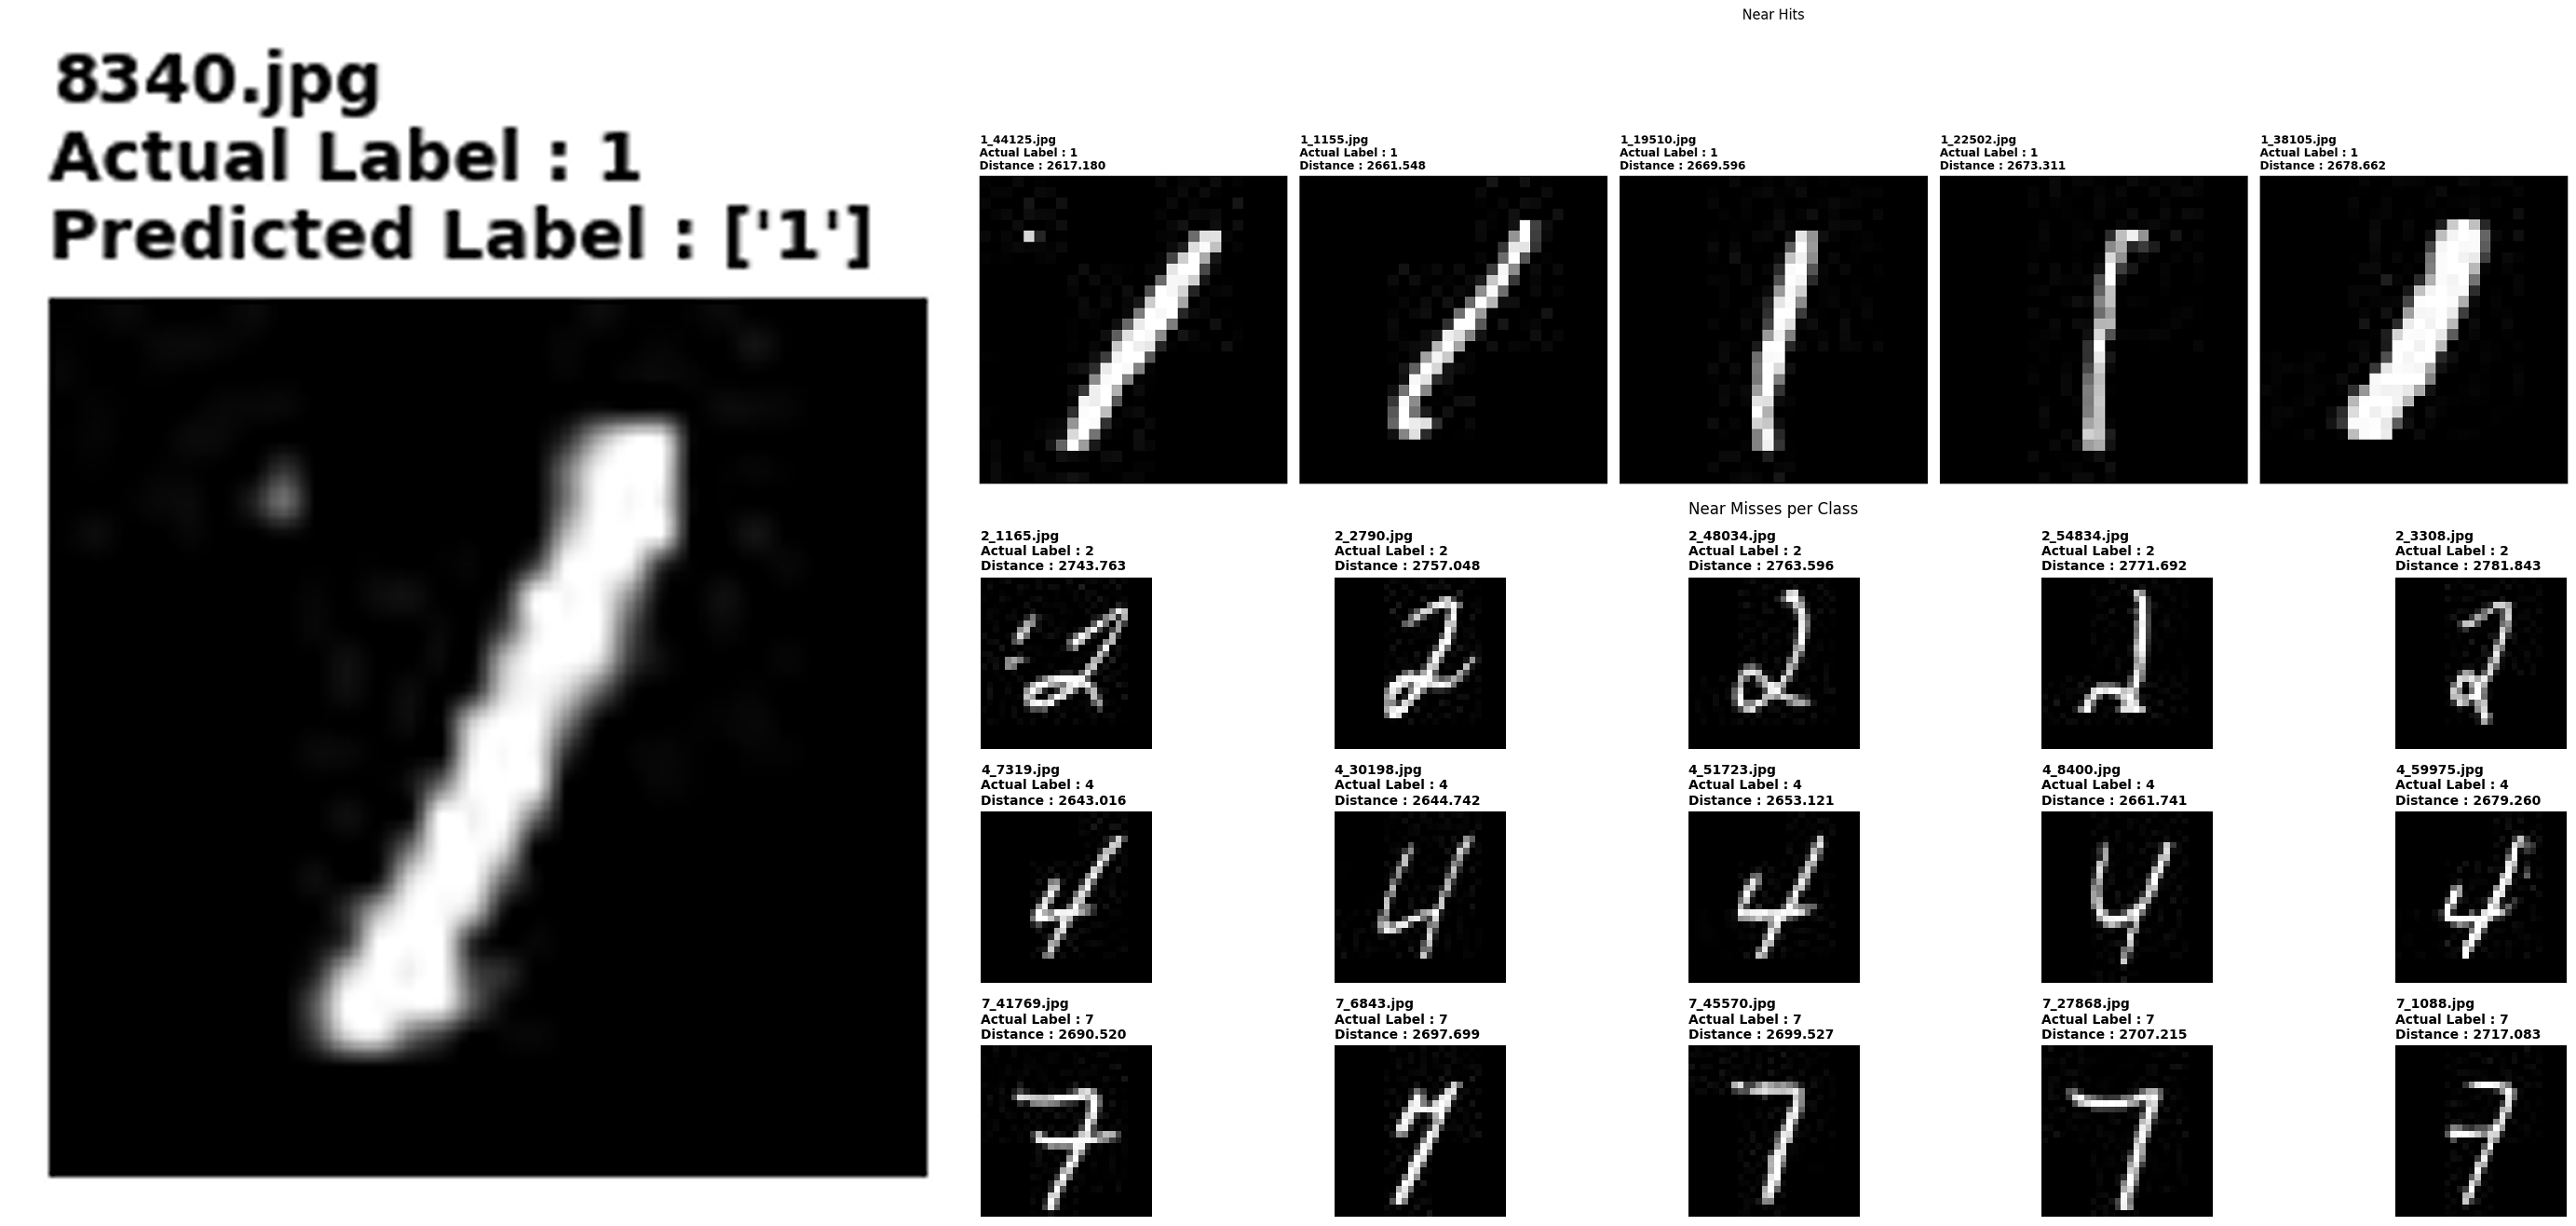 8340.jpg
Actual Label : 1
Predicted Label : ['1']
Near Hits
1_44125.jpg
Actual Label : 1
Distance : 2617.180
1_1155.jpg
Actual Label : 1
Distance : 2661.548
1_19510.jpg
Actual Label : 1
Distance : 2669.596
1_22502.jpg
Actual Label : 1
Distance : 2673.311
1_38105.jpg
Actual Label : 1
Distance : 2678.662
Near Misses per Class
2_1165.jpg
Actual Label : 2
Distance : 2743.763
2_2790.jpg
Actual Label : 2
Distance : 2757.048
2_48034.jpg
Actual Label : 2
Distance : 2763.596
2_54834.jpg
Actual Label : 2
Distance : 2771.692
2_3308.jpg
Actual Label : 2
Distance : 2781.843
4_7319.jpg
Actual Label : 4
Distance : 2643.016
4_30198.jpg
Actual Label : 4
Distance : 2644.742
4_51723.jpg
Actual Label : 4
Distance : 2653.121
4_8400.jpg
Actual Label : 4
Distance : 2661.741
4_59975.jpg
Actual Label : 4
Distance : 2679.260
7_41769.jpg
Actual Label : 7
Distance : 2690.520
7_6843.jpg
Actual Label : 7
Distance : 2697.699
7_45570.jpg
Actual Label : 7
Distance : 2699.527
7_27868.jpg
Actual Label : 7
Distance : 2707.215
7_1088.jpg
Actual Label : 7
Distance : 2717.083